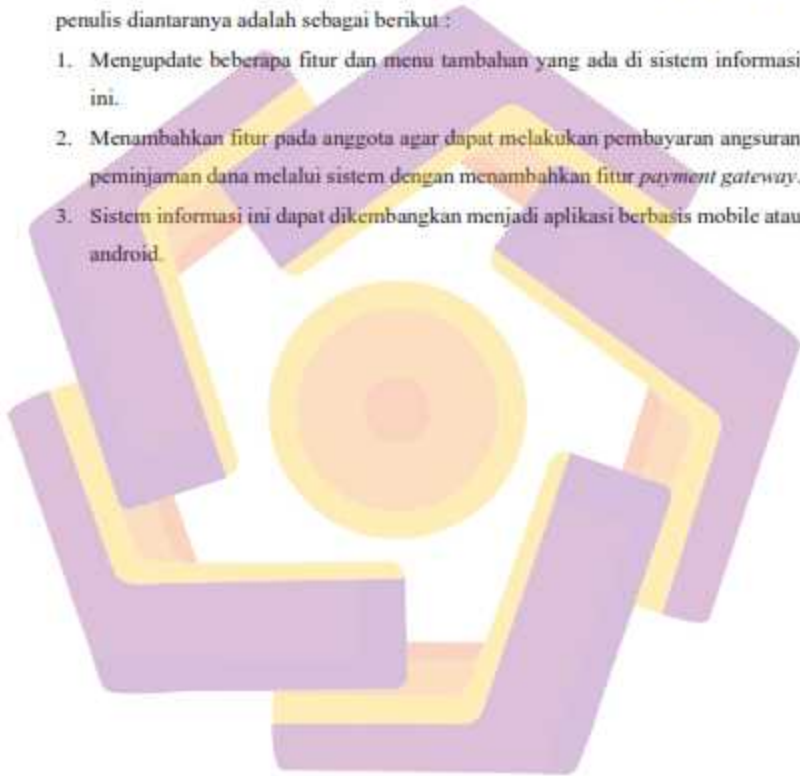 penulis diantaranya adalah sebagai berikut :
1. Mengupdate beberapa fitur dan menu tambahan yang ada di sistem informasi
ini.
2. Menambahkan fitur pada anggota agar dapat melakukan pembayaran angsuran
peminjaman dana melalui sistem dengan menambahkan fitur payment gateway.
3. Sistem informasi ini dapat dikembangkan menjadi aplikasi berbasis mobile atau
android.